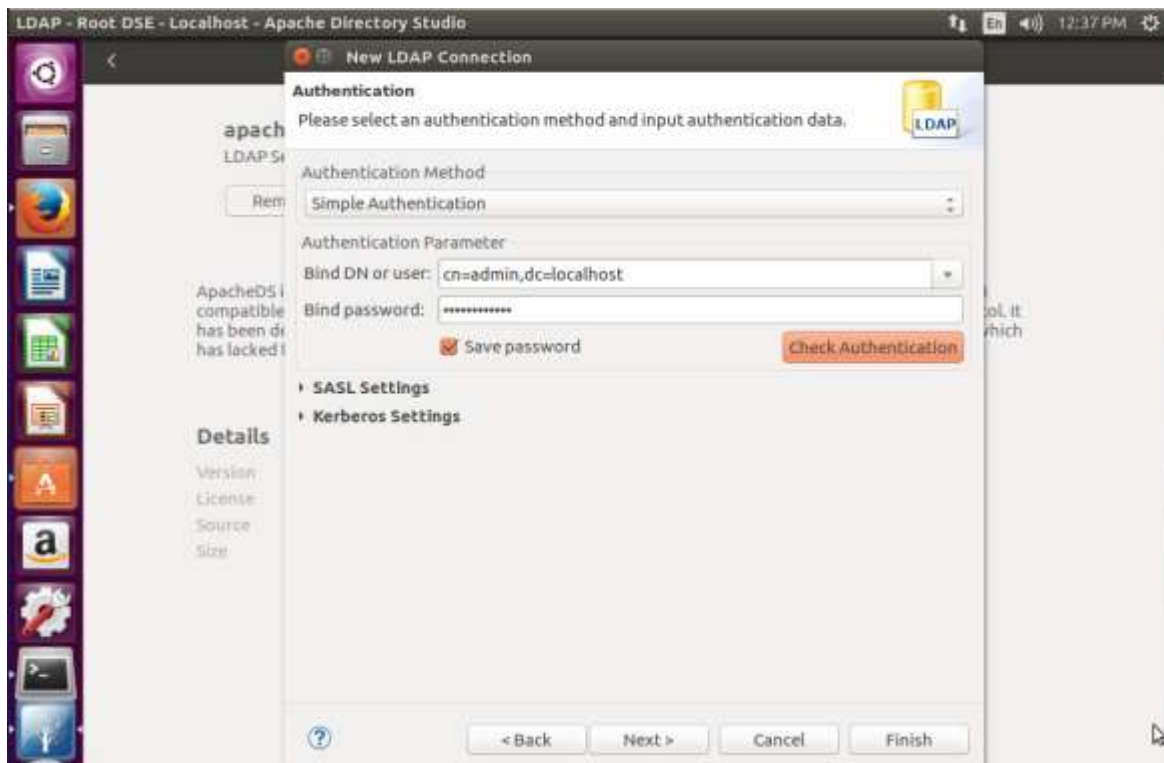 LDAP - Root DSE - Localhost - Apache Directory Studio
En
12:37 PM
New LDAP Connection
Authentication
Please select an authentication method and input authentication data.
LDAP
apach
LDAP Se
Rem
Authentication Method
Simple Authentication
Authentication Parameter
Bind DN or user:
cn=admin,dc=localhost
Bind password:
••••••••••••
Save password
Check Authentication
ApacheDS i
compatible
ol. It
has been de
which
has lacked t
SASL Settings
Kerberos Settings
Details
Version
License
Source
Size
A
a
>_
?
< Back
Next >
Cancel
Finish